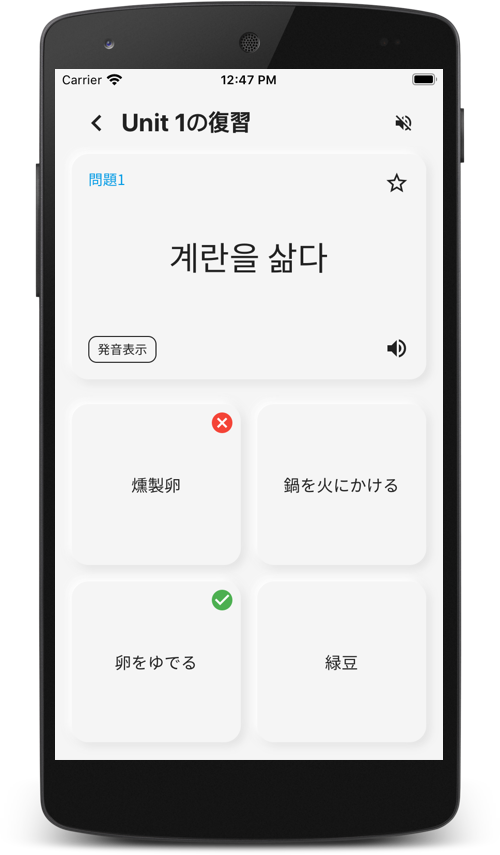 Carrier 12:47 PM
Unit 1の復習
問題1
계란을 삶다
発音表示
燻製卵
鍋を火にかける
卵をゆでる
緑豆